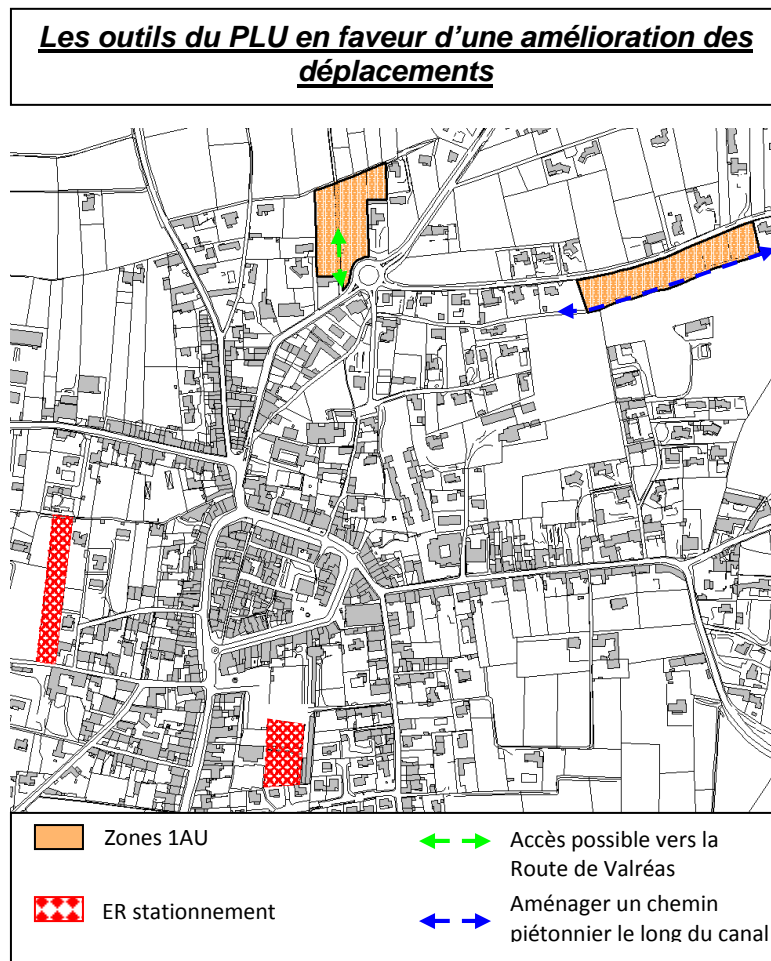 Les outils du PLU en faveur d'une amélioration des
déplacements
Zones 1AU
ER stationnement
Accès possible vers la
Route de Valréas
Aménager un chemin
piétonnier le long du canal